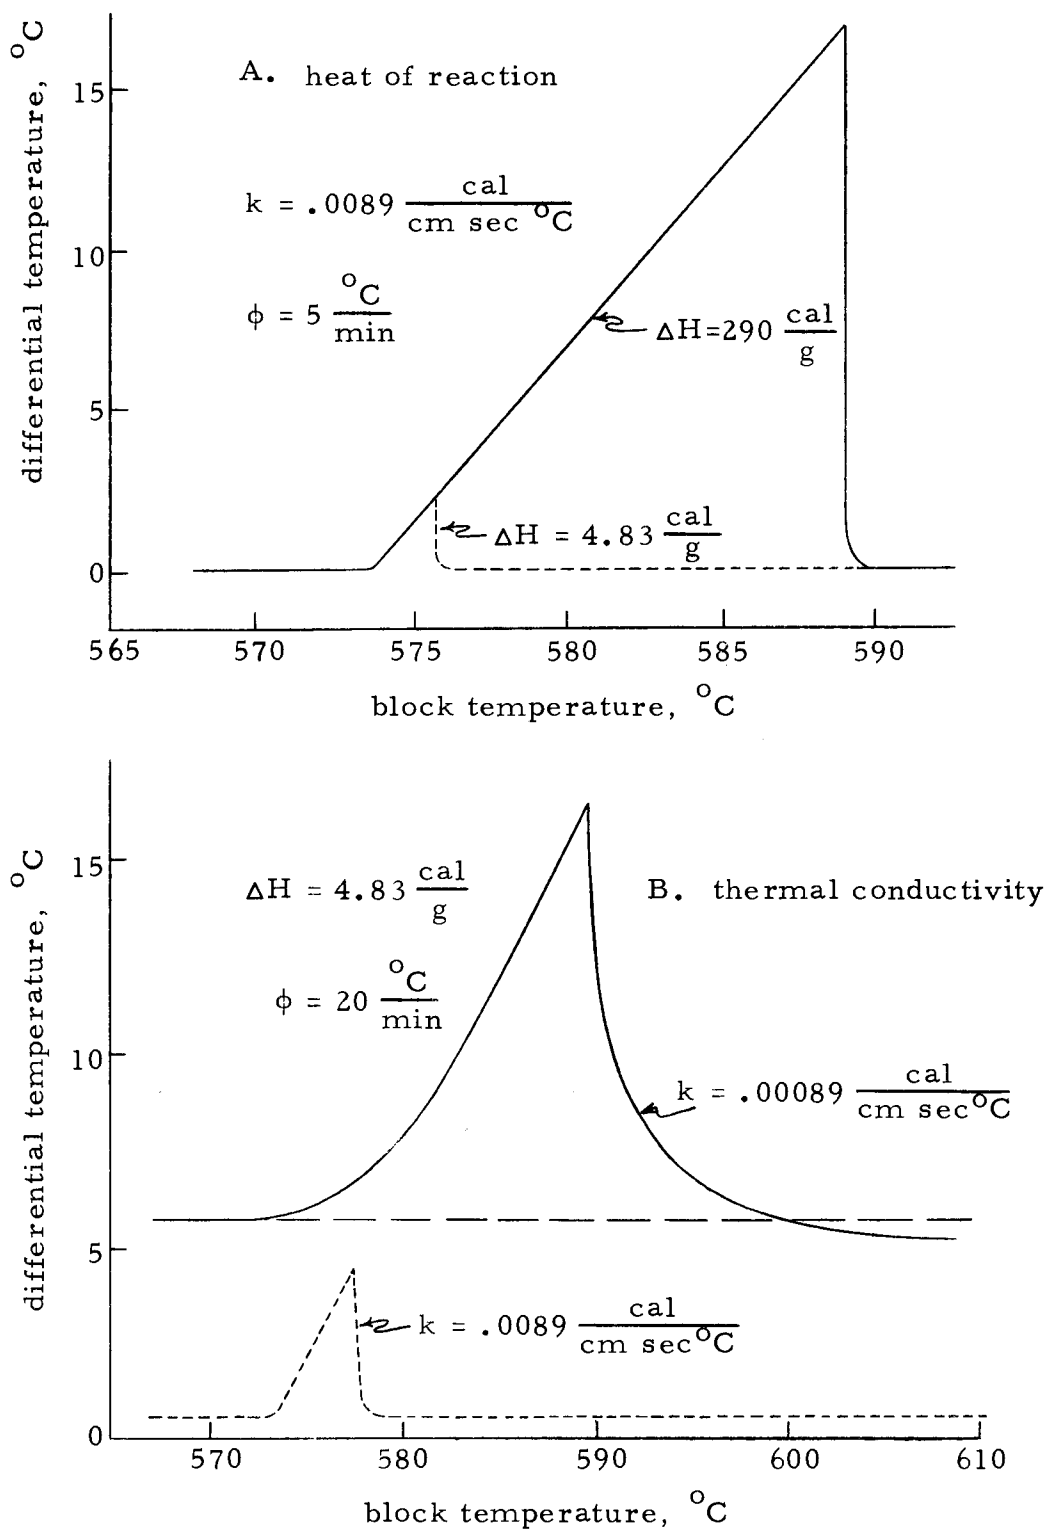 differential temperature, °C
A. heat of reaction
15
k = .0089 cal / cm sec °C
10
ϕ = 5 °C / min
ΔH=290 cal / g
5
ΔH = 4.83 cal / g
0
565 570 575 580 585 590
block temperature, °C
differential temperature, °C
15
ΔH = 4.83 cal / g
B. thermal conductivity
ϕ = 20 °C / min
10
k = .00089 cal / cm sec°C
5
k = .0089 cal / cm sec°C
0
570 580 590 600 610
block temperature, °C